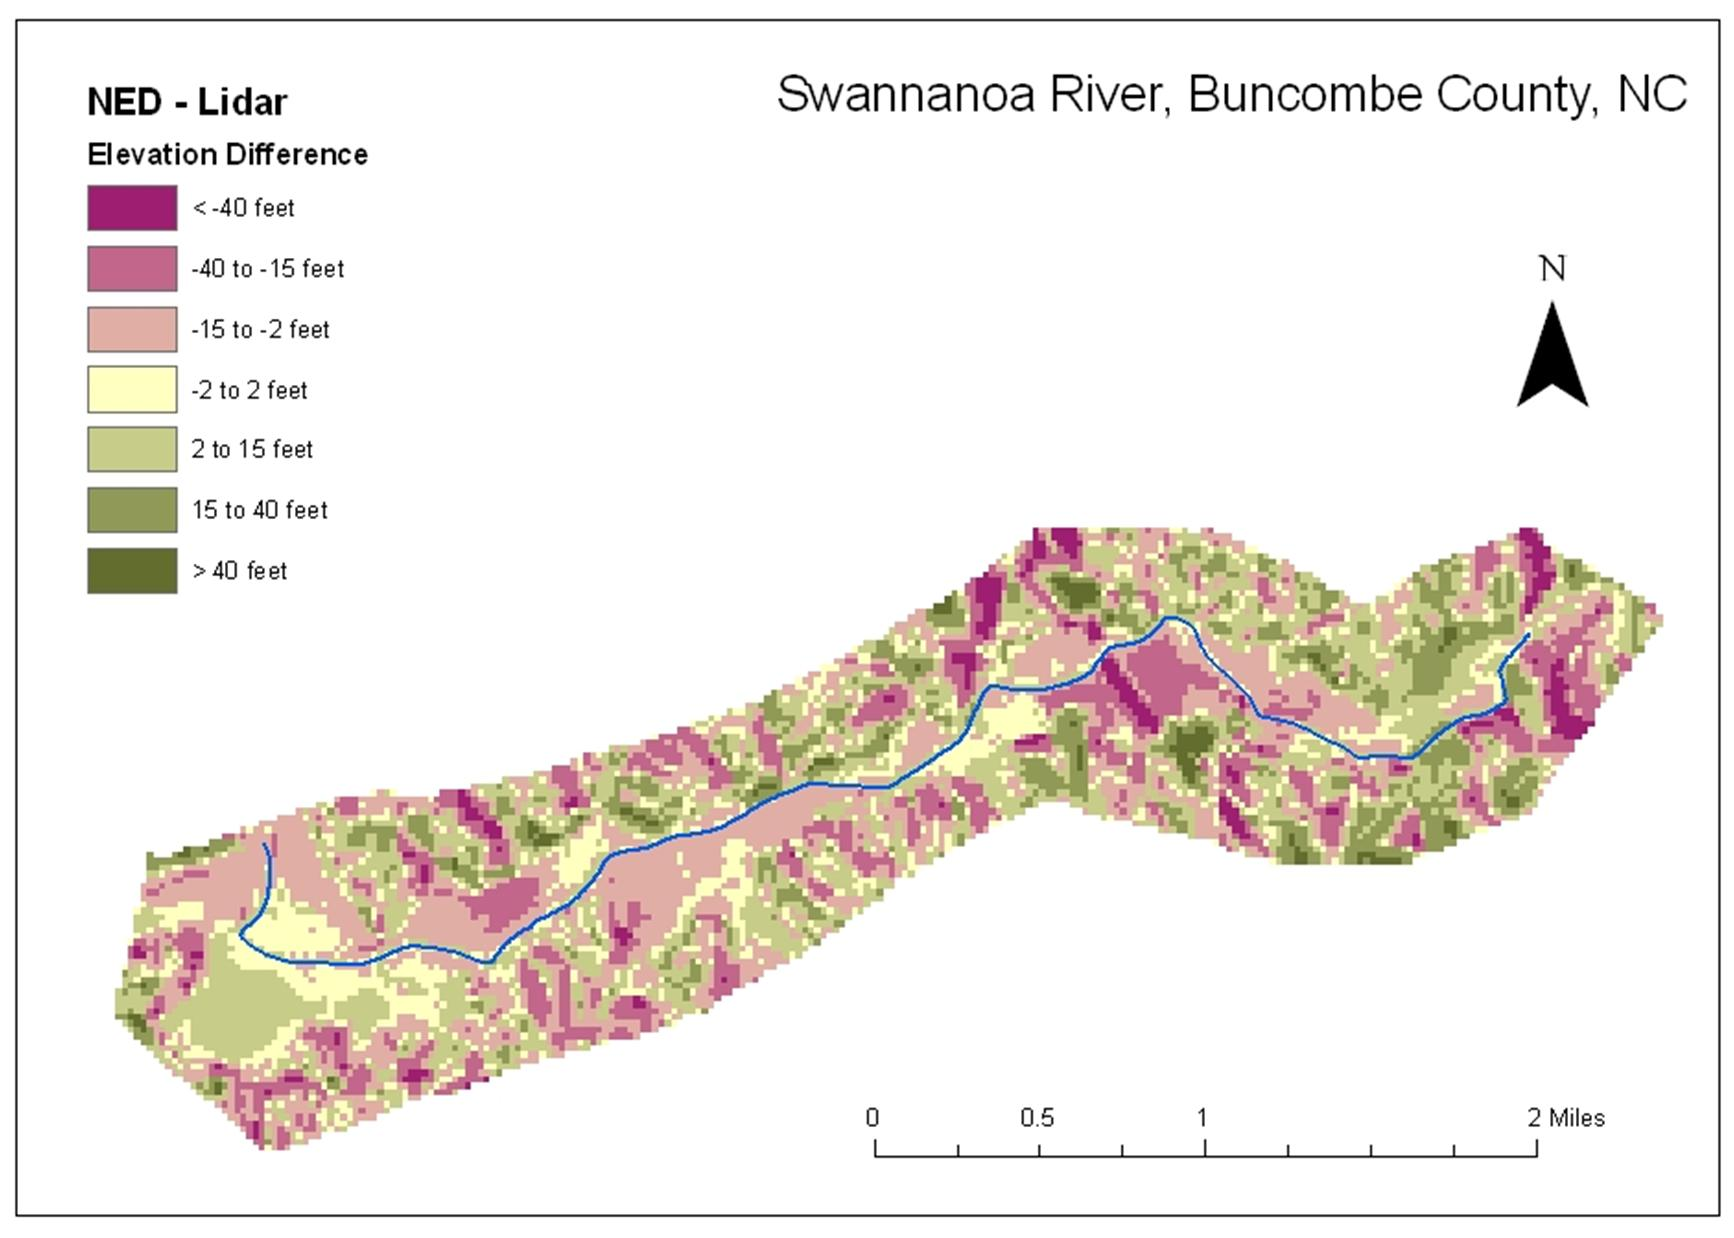 NED - Lidar
Swannanoa River, Buncombe County, NC
Elevation Difference
< -40 feet
-40 to -15 feet
-15 to -2 feet
-2 to 2 feet
2 to 15 feet
15 to 40 feet
> 40 feet
N
0 0.5 1 2 Miles